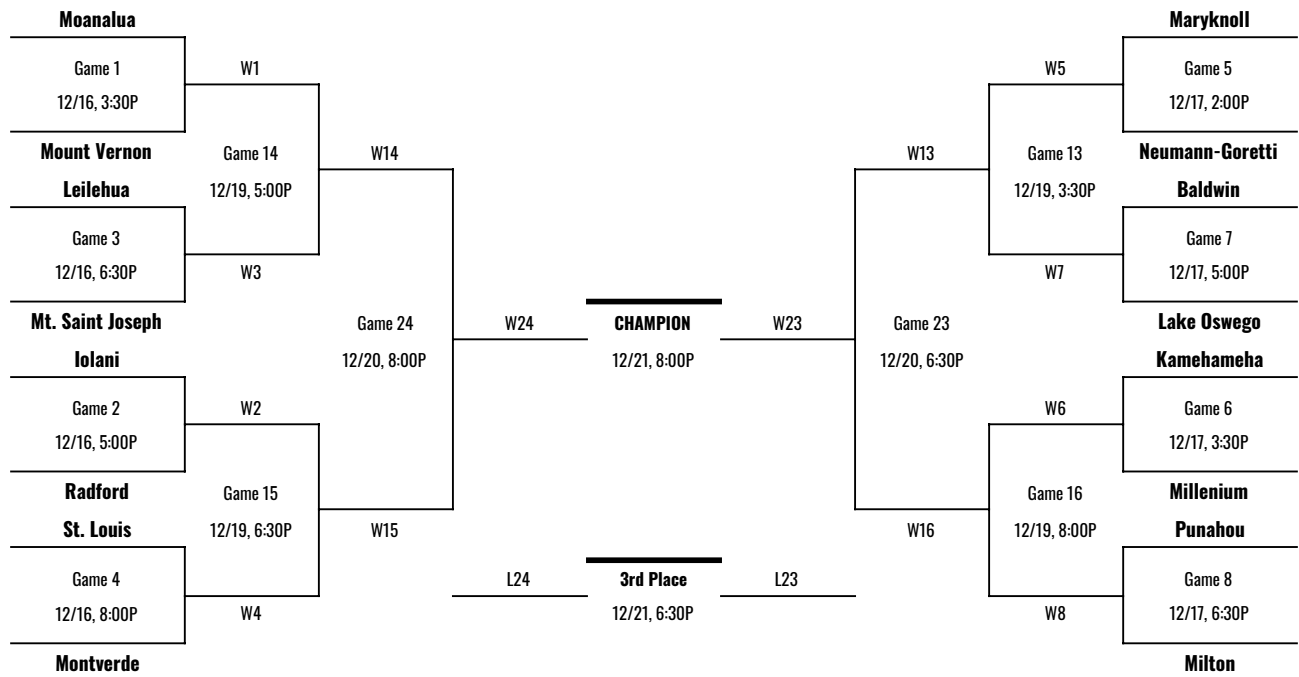 Moanalua
Game 1
12/16, 3:30P
Mount Vernon
W1
Game 14
12/19, 5:00P
Leilehua
Game 3
12/16, 6:30P
Mt. Saint Joseph
W3
W14
Game 24
12/20, 8:00P
Iolani
Game 2
12/16, 5:00P
Radford
W2
Game 15
12/19, 6:30P
St. Louis
Game 4
12/16, 8:00P
Montverde
W4
W15
W24
CHAMPION
12/21, 8:00P
W23
L24
3rd Place
12/21, 6:30P
L23
Maryknoll
Game 5
12/17, 2:00P
Neumann-Goretti
W5
Game 13
12/19, 3:30P
Baldwin
Game 7
12/17, 5:00P
Lake Oswego
W7
W13
Game 23
12/20, 6:30P
Kamehameha
Game 6
12/17, 3:30P
Millenium
W6
Game 16
12/19, 8:00P
Punahou
Game 8
12/17, 6:30P
Milton
W8
W16